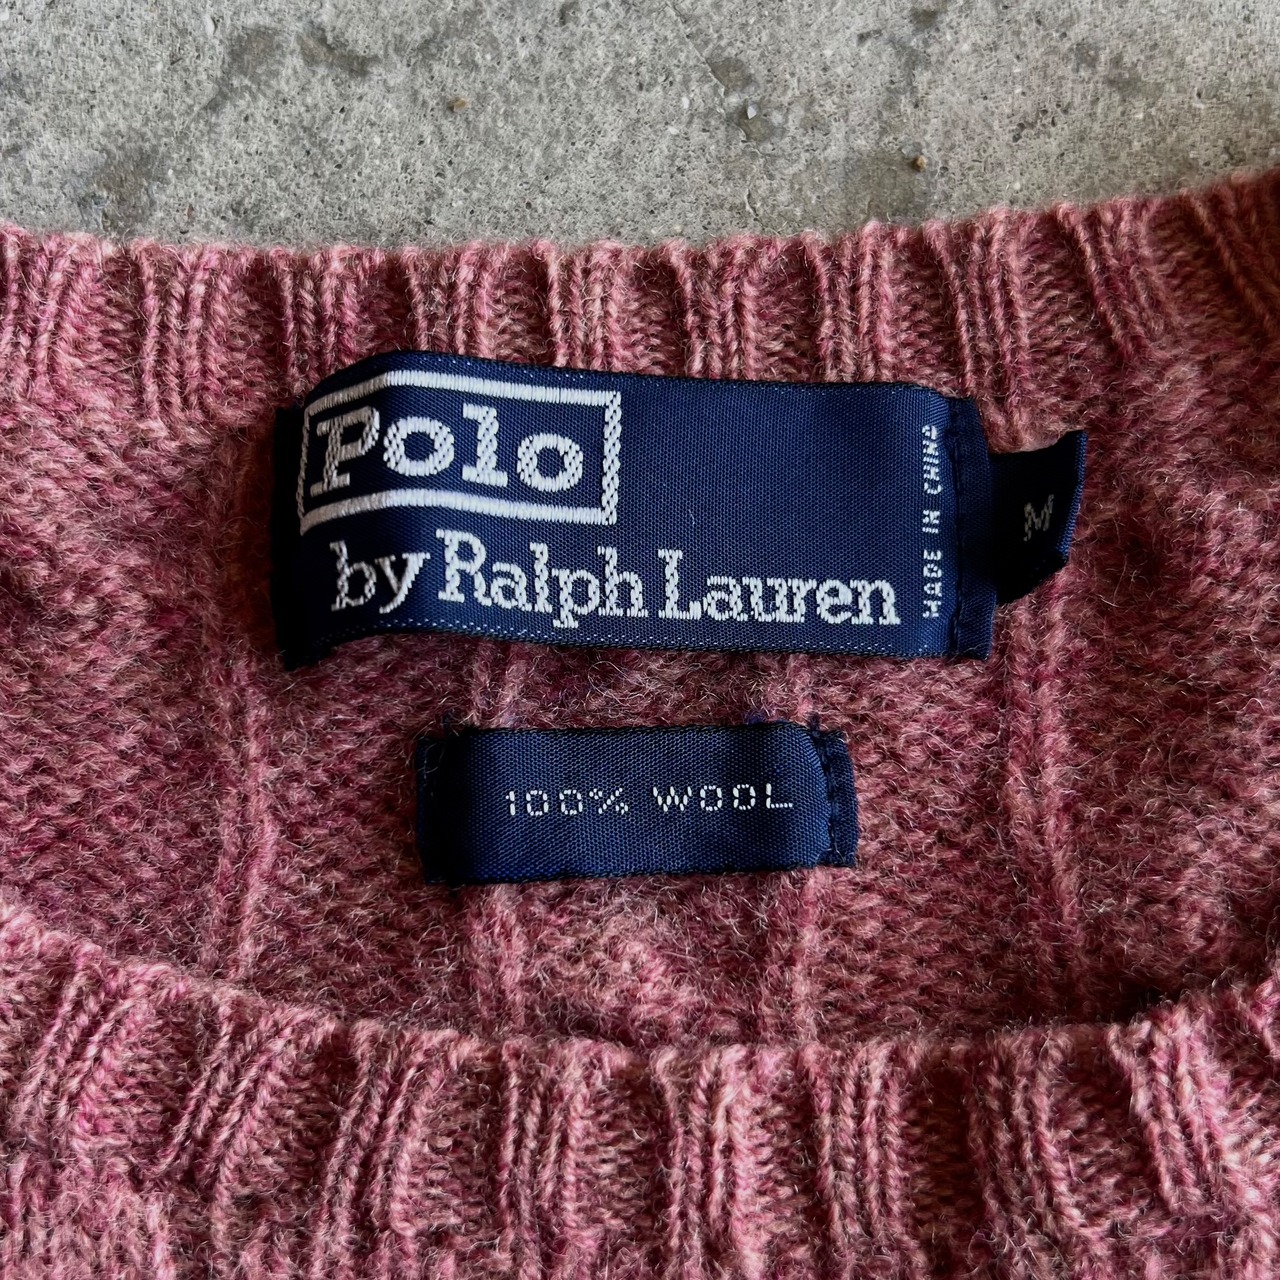 Polo
by Ralph Lauren
MADE IN CHINA
M
100% WOOL